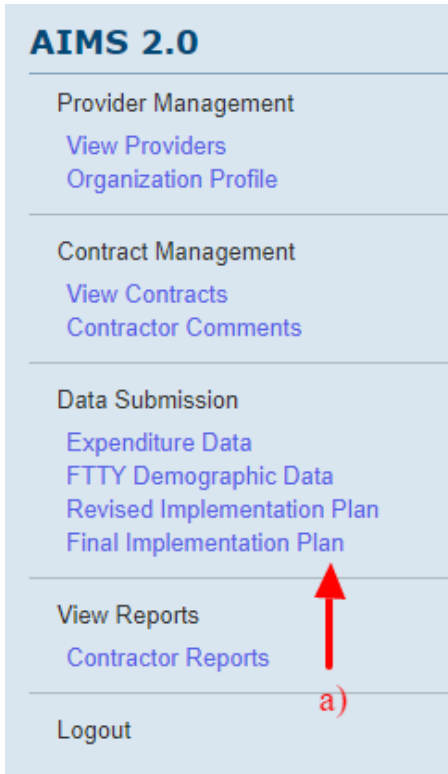 AIMS 2.0
Provider Management
View Providers
Organization Profile
Contract Management
View Contracts
Contractor Comments
Data Submission
Expenditure Data
FTTY Demographic Data
Revised Implementation Plan
Final Implementation Plan
View Reports
Contractor Reports
a)
Logout